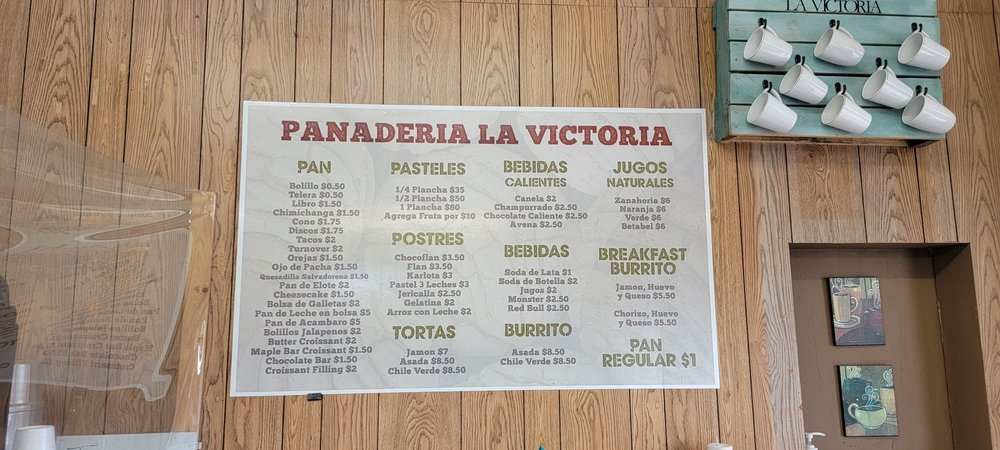 LA VICTORIA
PANADERIA LA VICTORIA
PAN
Bolillo $0.50
Telera $0.50
Libro $1.50
Chimichanga $1.50
Cono $1.75
Discos $1.75
Tacos $2
Turnover $2
Orejas $1.50
Ojo de Pacha $1.50
Quesadilla Salvadorena $1.50
Pan de Elote $2
Cheesecake $1.50
Bolsa de Galletas $2
Pan de Leche en bolsa $5
Pan de Acambaro $5
Bolillos Jalapenos $2
Butter Croissant $2
Maple Bar Croissant $1.50
Chocolate Bar $1.50
Croissant Filling $2
PASTELES
1/4 Plancha $35
1/2 Plancha $50
1 Plancha $80
Agrega Fruta por $10
POSTRES
Chocoflan $3.50
Flan $3.50
Karlota $3
Pastel 3 Leches $3
Jericalla $2.50
Gelatina $2
Arroz con Leche $2
TORTAS
Jamon $7
Asada $8.50
Chile Verde $8.50
BEBIDAS
CALIENTES
Canela $2
Champurrado $2.50
Chocolate Caliente $2.50
Avena $2.50
BEBIDAS
Soda de Lata $1
Soda de Botella $2
Jugos $2
Monster $2.50
Red Bull $2.50
BURRITO
Asada $8.50
Chile Verde $8.50
JUGOS
NATURALES
Zanahoria $6
Naranja $6
Verde $6
Betabel $6
BREAKFAST
BURRITO
Jamon, Huevo
y Queso $5.50
Chorizo, Huevo
y Queso $5.50
PAN
REGULAR $1